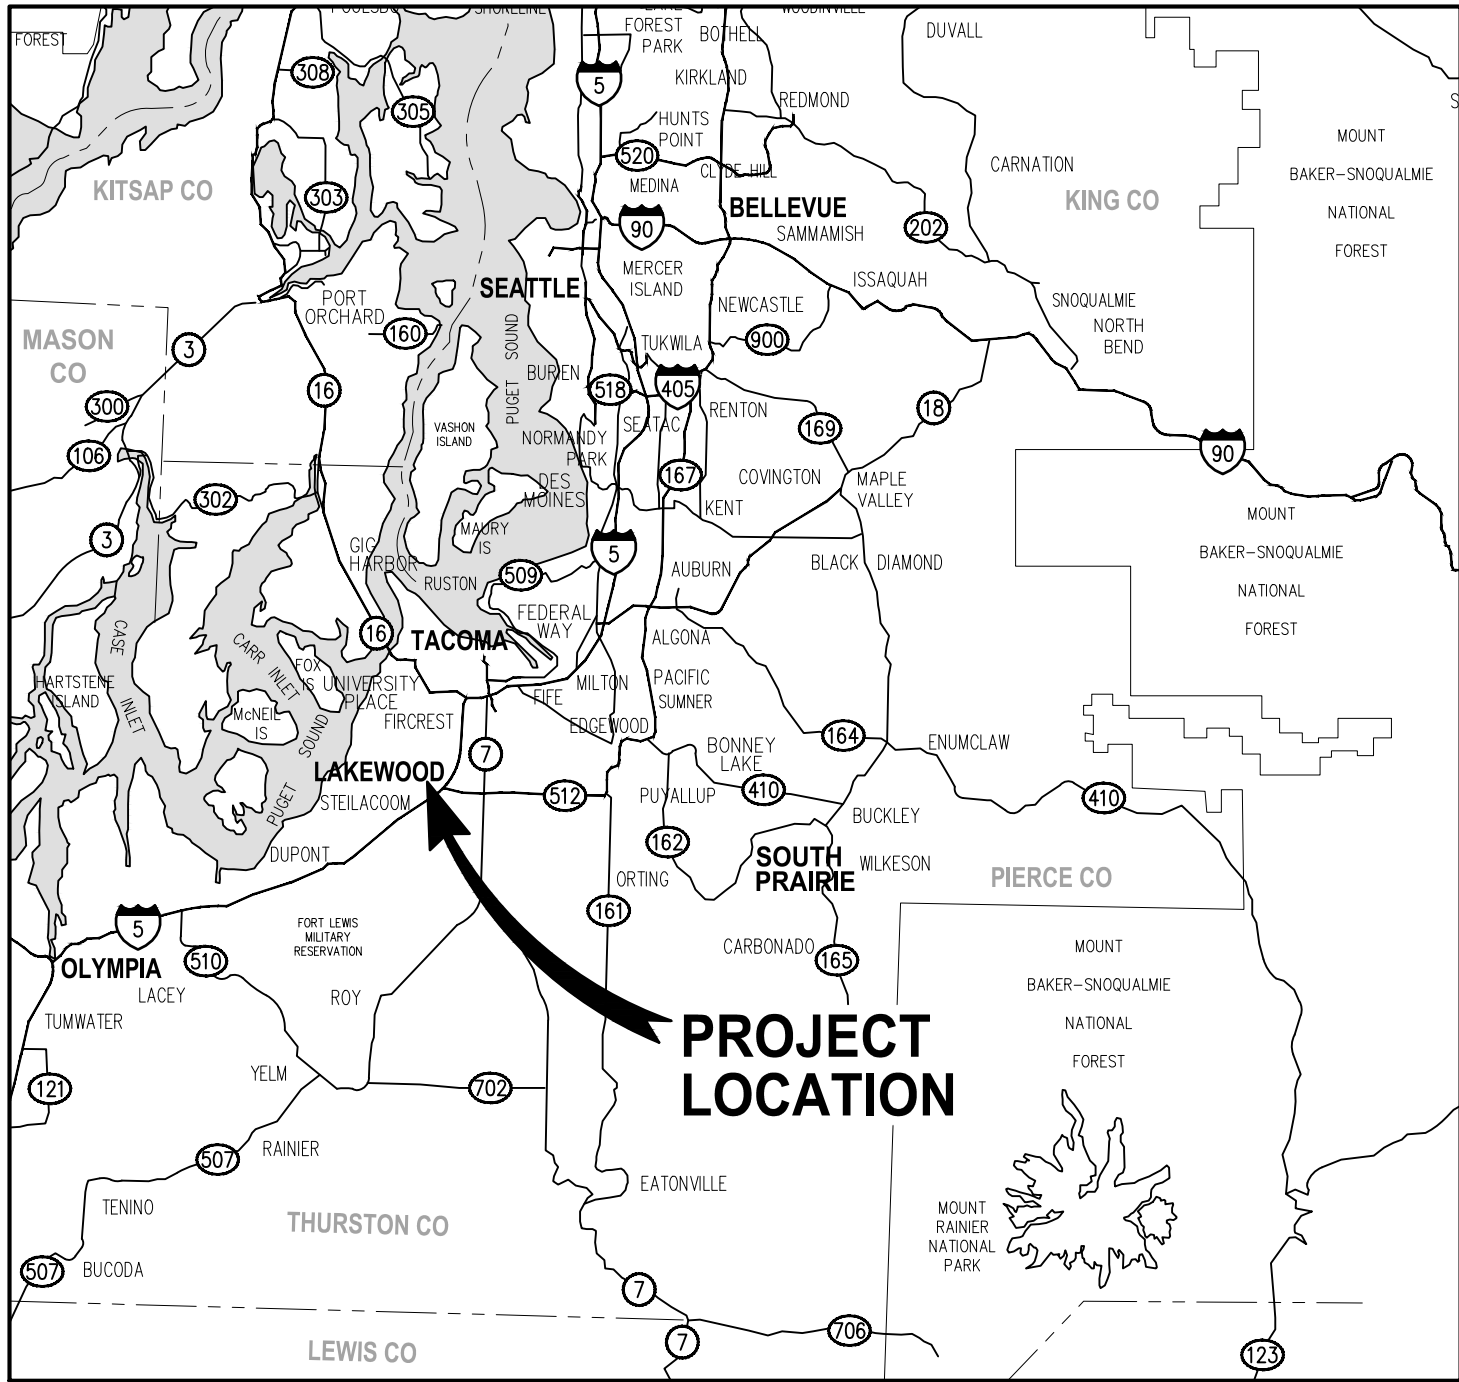 POULSBO
SHORELINE
LAKE
FOREST
PARK
BOTHELL
WOODINVILLE
DUVALL
FOREST
308
5
KIRKLAND
REDMOND
305
HUNTS
POINT
520
CLYDE HILL
MEDINA
CARNATION
MOUNT
BAKER-SNOQUALMIE
NATIONAL
FOREST
KITSAP CO
303
BELLEVUE
KING CO
90
SAMMAMISH
202
MERCER
ISLAND
ISSAQUAH
SEATTLE
NEWCASTLE
SNOQUALMIE
NORTH
BEND
PORT
ORCHARD
160
PUGET SOUND
TUKWILA
900
MASON
CO
3
BURIEN
518
405
16
300
RENTON
18
VASHON
ISLAND
SEATAC
169
NORMANDY
PARK
106
167
COVINGTON
90
302
DES
MOINES
MAPLE
VALLEY
KENT
MOUNT
BAKER-SNOQUALMIE
NATIONAL
FOREST
3
MAURY
IS
GIG
HARBOR
5
BLACK DIAMOND
RUSTON
509
AUBURN
FEDERAL
WAY
CASE
INLET
16
TACOMA
CARR INLET
ALGONA
FOX
IS
HARTSTENE
ISLAND
UNIVERSITY
PLACE
MILTON
PACIFIC
FIFE
SUMNER
McNEIL
IS
FIRCREST
EDGEWOOD
PUGET SOUND
7
164
ENUMCLAW
BONNEY
LAKE
LAKEWOOD
STEILACOOM
512
PUYALLUP
410
410
BUCKLEY
162
DUPONT
SOUTH
PRAIRIE
WILKESON
PIERCE CO
ORTING
161
5
FORT LEWIS
MILITARY
RESERVATION
CARBONADO
MOUNT
BAKER-SNOQUALMIE
NATIONAL
FOREST
OLYMPIA
510
165
LACEY
ROY
TUMWATER
PROJECT
LOCATION
121
YELM
702
RAINIER
507
EATONVILLE
TENINO
MOUNT
RAINIER
NATIONAL
PARK
THURSTON CO
507
BUCODA
7
LEWIS CO
7
706
123